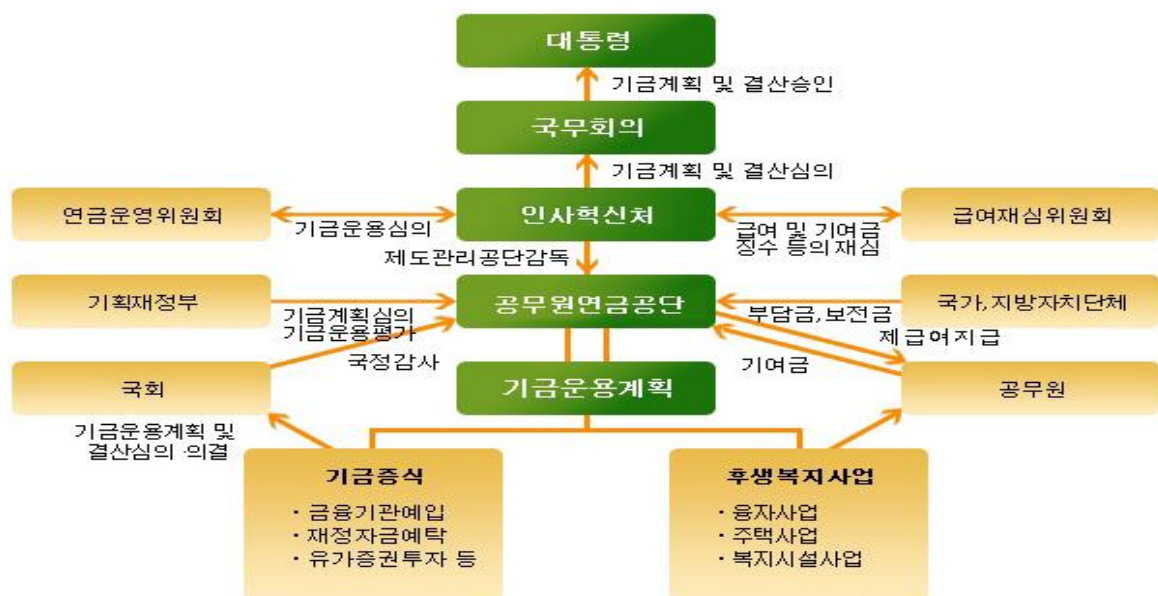 대통령
기금계획 및 결산승인
국무회의
기금계획 및 결산심의
연금운영위원회
기금운용심의
인사혁신처
급여 및 기여금
징수 등의 재심
급여재심위원회
제도관리공단감독
기획재정부
기금계획심의
기금운용평가
공무원연금공단
부담금,보전금
국가,지방자치단체
제급여지급
국정감사
기여금
국회
기금운용계획
공무원
기금운용계획 및
결산심의 ·의결
기금증식
· 금융기관예입
· 재정자금예탁
· 유가증권투자 등
후생복지사업
· 융자사업
· 주택사업
· 복지시설사업